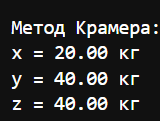 Метод Крамера:
x = 20.00 кг
y = 40.00 кг
z = 40.00 кг